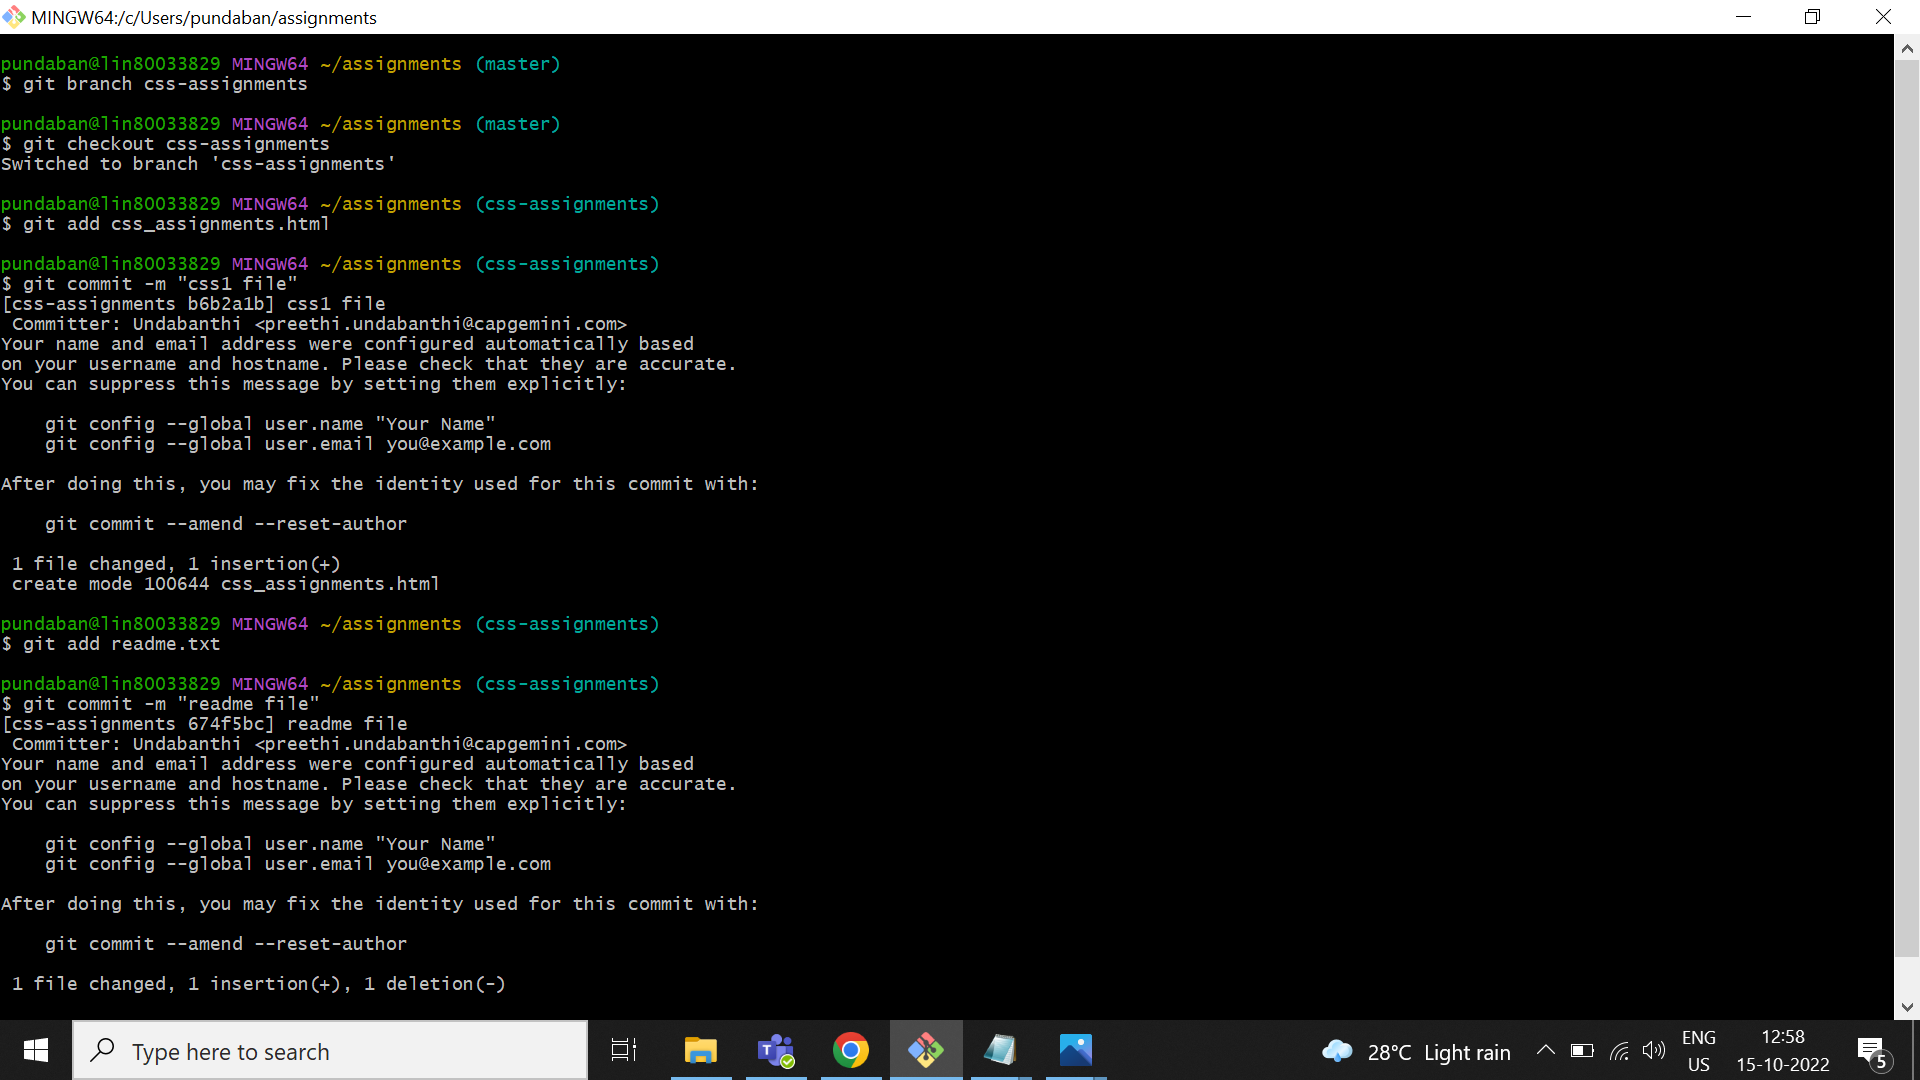 MINGW64:/c/Users/pundaban/assignments
pundaban@lin80033829 MINGW64 ~/assignments (master)
$ git branch css-assignments
pundaban@lin80033829 MINGW64 ~/assignments (master)
$ git checkout css-assignments
Switched to branch 'css-assignments'
pundaban@lin80033829 MINGW64 ~/assignments (css-assignments)
$ git add css_assignments.html
pundaban@lin80033829 MINGW64 ~/assignments (css-assignments)
$ git commit -m "css1 file"
[css-assignments b6b2a1b] css1 file
 Committer: Undabanthi <preethi.undabanthi@capgemini.com>
Your name and email address were configured automatically based
on your username and hostname. Please check that they are accurate.
You can suppress this message by setting them explicitly:
    git config --global user.name "Your Name"
    git config --global user.email you@example.com
After doing this, you may fix the identity used for this commit with:
    git commit --amend --reset-author
 1 file changed, 1 insertion(+)
 create mode 100644 css_assignments.html
pundaban@lin80033829 MINGW64 ~/assignments (css-assignments)
$ git add readme.txt
pundaban@lin80033829 MINGW64 ~/assignments (css-assignments)
$ git commit -m "readme file"
[css-assignments 674f5bc] readme file
 Committer: Undabanthi <preethi.undabanthi@capgemini.com>
Your name and email address were configured automatically based
on your username and hostname. Please check that they are accurate.
You can suppress this message by setting them explicitly:
    git config --global user.name "Your Name"
    git config --global user.email you@example.com
After doing this, you may fix the identity used for this commit with:
    git commit --amend --reset-author
 1 file changed, 1 insertion(+), 1 deletion(-)
Type here to search
28°C Light rain
ENG
US
12:58
15-10-2022
5